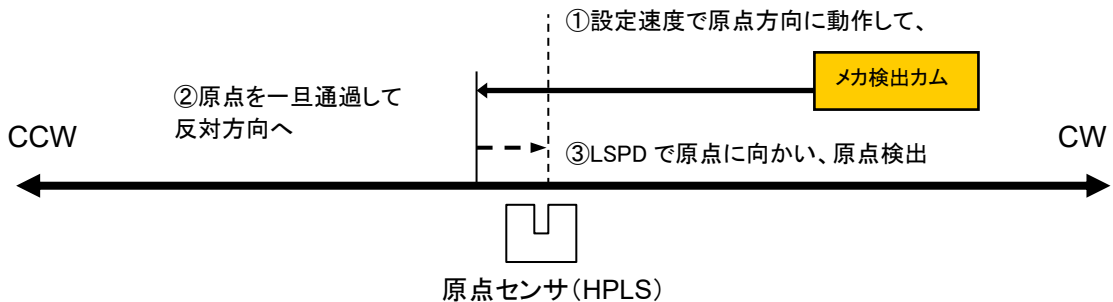 ①設定速度で原点方向に動作して、
メカ検出カム
②原点を一旦通過して
反対方向へ
CCW
CW
③LSPD で原点に向かい、原点検出
原点センサ(HPLS)